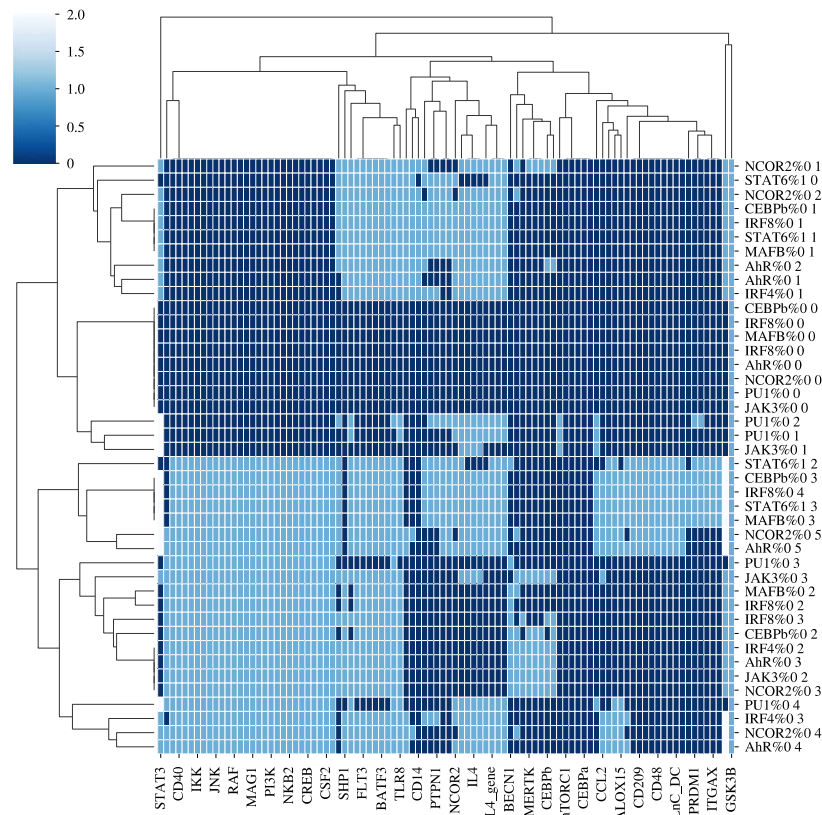 2.0
1.5
1.0
0.5
0
NCOR2%0 1
STAT6%1 0
NCOR2%0 2
CEBPb%0 1
IRF8%0 1
STAT6%1 1
MAFB%0 1
AhR%0 2
AhR%0 1
IRF4%0 1
CEBPb%0 0
IRF8%0 0
MAFB%0 0
IRF8%0 0
AhR%0 0
NCOR2%0 0
PU1%0 0
JAK3%0 0
PU1%0 2
PU1%0 1
JAK3%0 1
STAT6%1 2
CEBPb%0 3
IRF8%0 4
STAT6%1 3
MAFB%0 3
NCOR2%0 5
AhR%0 5
PU1%0 3
JAK3%0 3
MAFB%0 2
IRF8%0 2
IRF8%0 3
CEBPb%0 2
IRF4%0 2
AhR%0 3
JAK3%0 2
NCOR2%0 3
PU1%0 4
IRF4%0 3
NCOR2%0 4
AhR%0 4
STAT3
CD40
IKK
JNK
RAF
MAG1
PI3K
NKB2
CREB
CSF2
SHP1
FLT3
BATF3
TLR8
CD14
PTPN1
NCOR2
IL4
L4_gene
BECN1
MERTK
CEBPb
TORC1
CEBPa
CCL2
ALOX15
CD209
CD48
nC_DC
PRDM1
ITGAX
GSK3B